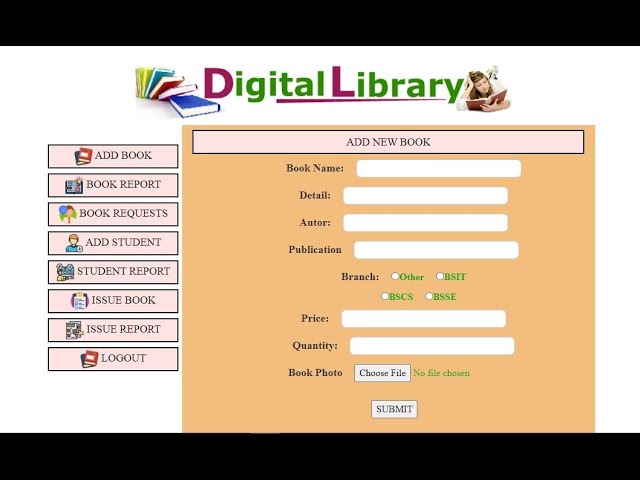 Digital Library
ADD BOOK
BOOK REPORT
BOOK REQUESTS
ADD STUDENT
STUDENT REPORT
ISSUE BOOK
ISSUE REPORT
LOGOUT
ADD NEW BOOK
Book Name:
Detail:
Autor:
Publication
Branch: Other BSIT
BSCS BSSE
Price:
Quantity:
Book Photo Choose File No file chosen
SUBMIT